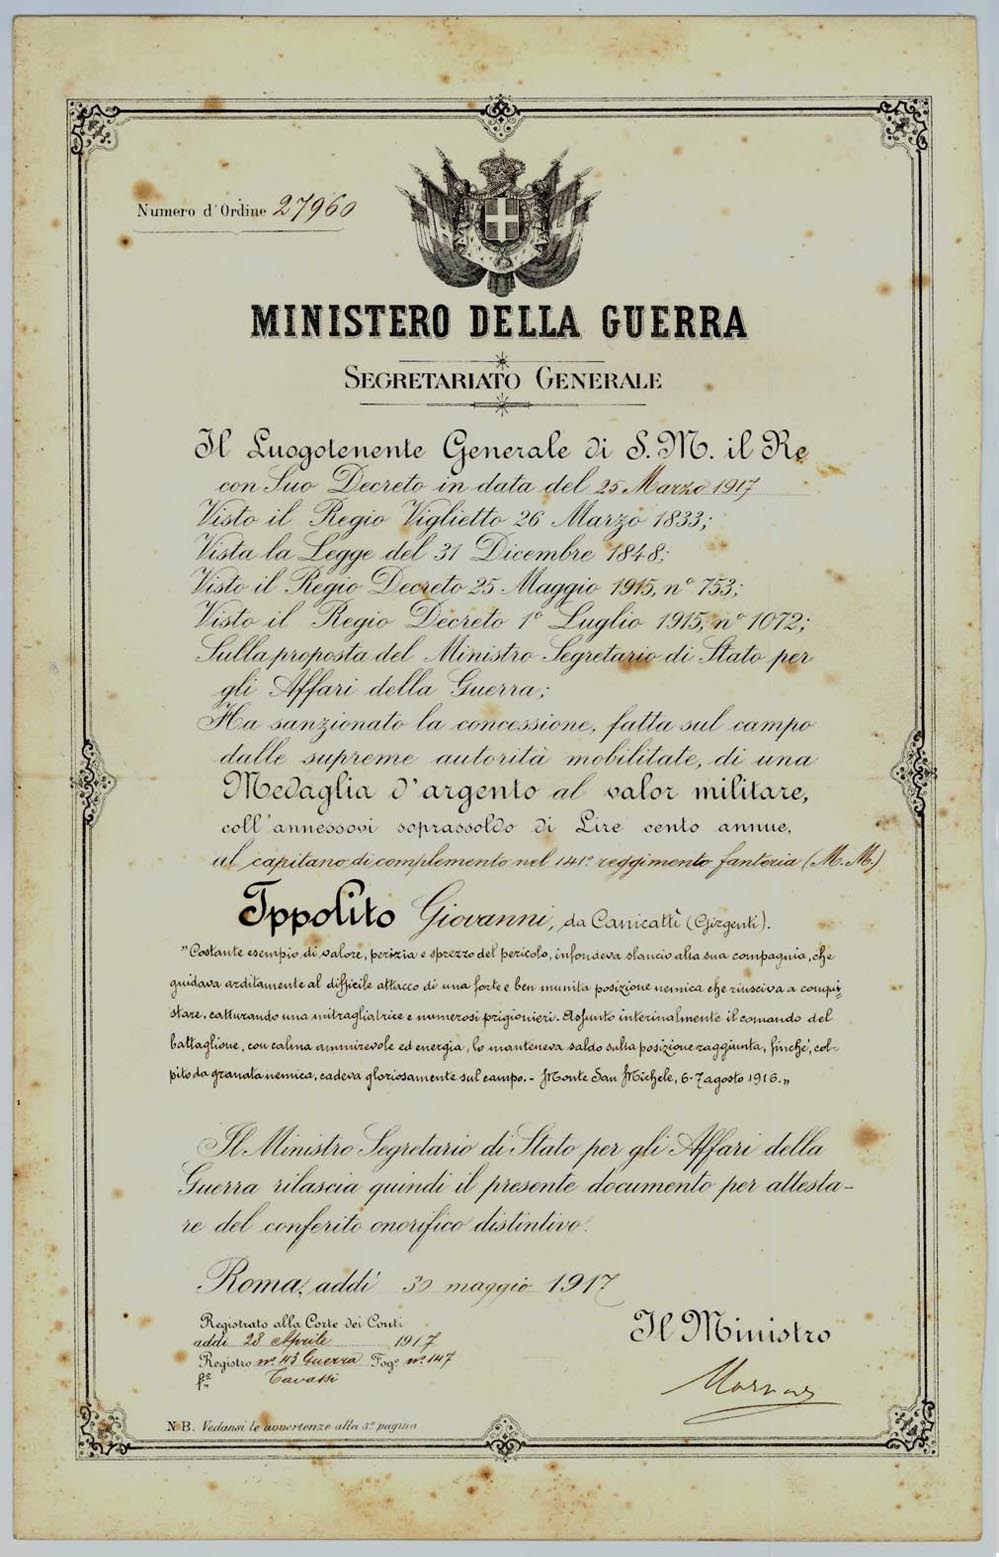 Numero d'Ordine 27960
MINISTERO DELLA GUERRA
SEGRETARIATO GENERALE
Il Luogotenente Generale di S. M. il Re
con Suo Decreto in data del 25 Marzo 1917
Visto il Regio Viglietto 26 Marzo 1833;
Vista la Legge del 31 Dicembre 1848;
Visto il Regio Decreto 25 Maggio 1915, n° 753;
Visto il Regio Decreto 1° Luglio 1915, n° 1072;
Sulla proposta del Ministro Segretario di Stato per
gli Affari della Guerra;
Ha sanzionato la concessione, fatta sul campo
dalle supreme autorità mobilitate, di una
Medaglia d'argento al valor militare,
coll'annessovi soprassoldo di Lire cento annue,
al capitano di complemento nel 141° reggimento fanteria (M. M.)
Ippolito Giovanni, da Canicattì (Girgenti).
"Costante esempio di valore, perizia e sprezzo del pericolo, infondeva slancio alla sua compagnia, che
guidava arditamente al difficile attacco di una forte e ben munita posizione nemica che riusciva a conqui-
stare, catturando una mitragliatrice e numerosi prigionieri. Assunto interinalmente il comando del
battaglione, con calma ammirevole ed energia, lo manteneva saldo sulla posizione raggiunta, finchè, col-
pito da granata nemica, cadeva gloriosamente sul campo. - Monte San Michele, 6-7 agosto 1916."
Il Ministro Segretario di Stato per gli Affari della
Guerra rilascia quindi il presente documento per attesta-
re del conferito onorifico distintivo.
Roma, addì 30 maggio 1917
Registrato alla Corte dei Conti
addì 28 Aprile 1917
Registro n° 43 Guerra Fog° n° 147
f°
Il Ministro
N B. Vedansi le avvertenze alla 3ª pagina